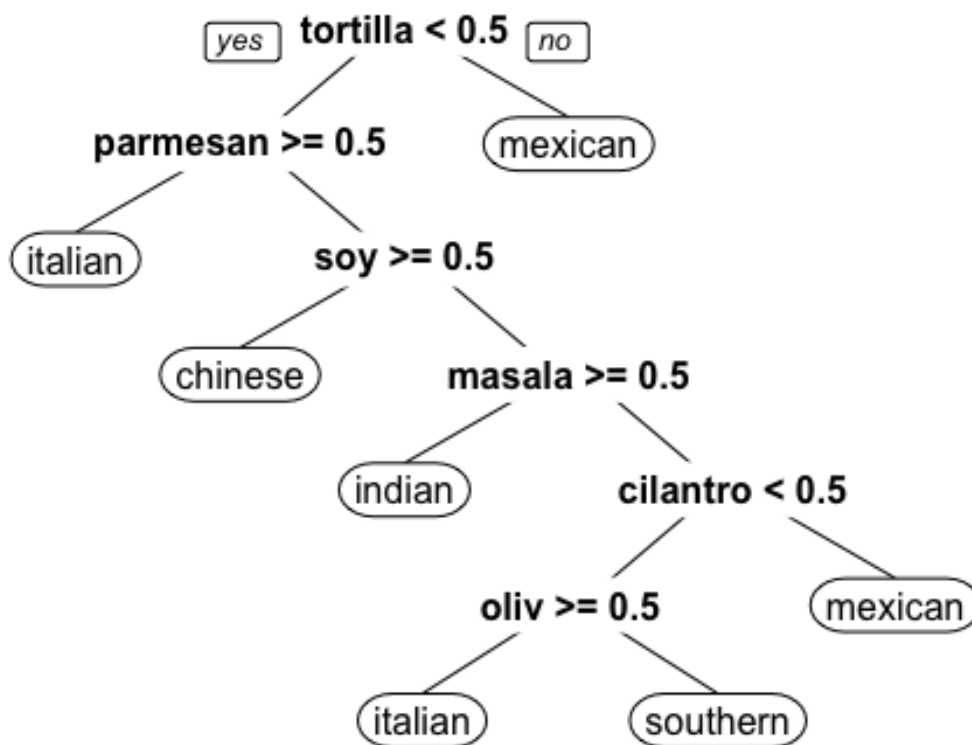 yes tortilla < 0.5 no
parmesan >= 0.5 mexican
italian soy >= 0.5
chinese masala >= 0.5
indian cilantro < 0.5
oliv >= 0.5 mexican
italian southern